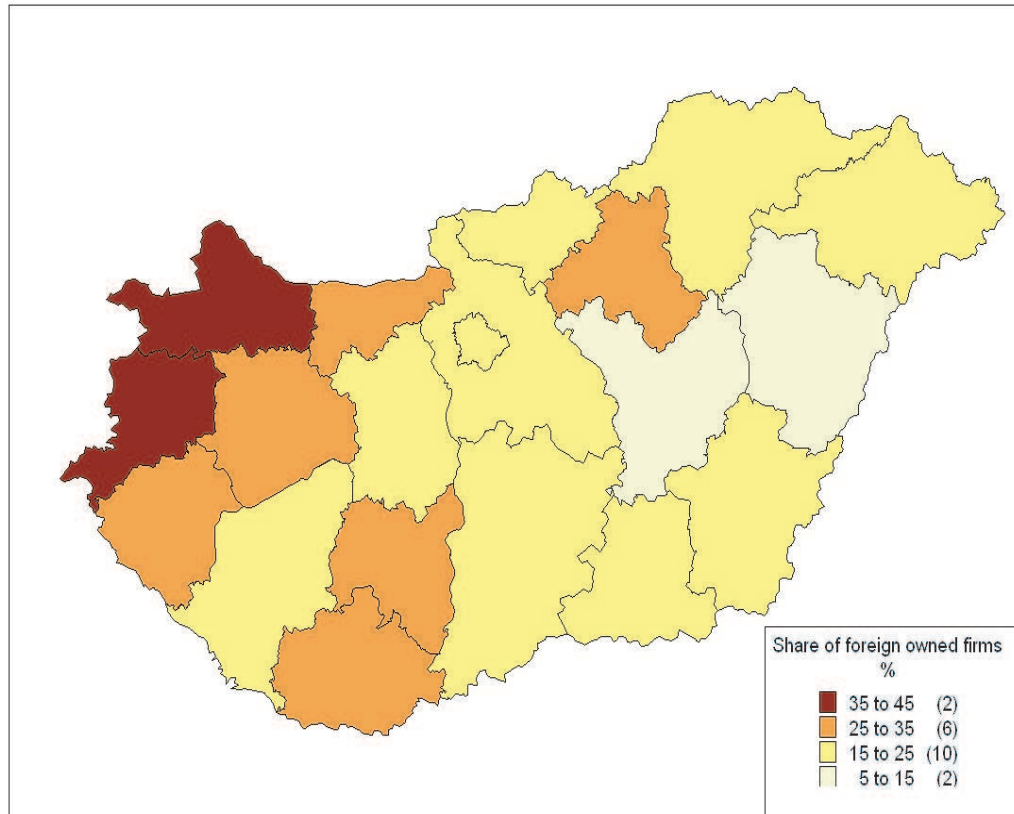 Share of foreign owned firms
%
35 to 45 (2)
25 to 35 (6)
15 to 25 (10)
5 to 15 (2)